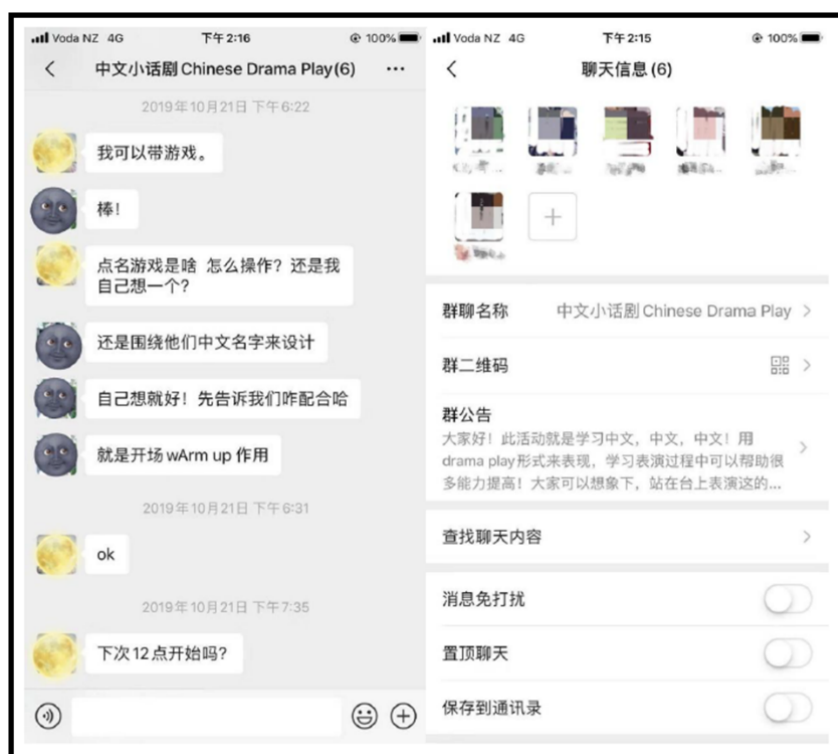 Voda NZ 4G 下午2:16 100%
中文小话剧 Chinese Drama Play(6)
2019年10月21日 下午6:22
我可以带游戏。
棒！
点名游戏是啥 怎么操作？还是我
自己想一个？
还是围绕他们中文名字来设计
自己想就好！先告诉我们咋配合哈
就是开场 wArm up 作用
2019年10月21日 下午6:31
ok
2019年10月21日 下午7:35
下次12点开始吗？
Voda NZ 4G 下午2:15 100%
聊天信息(6)
群聊名称 中文小话剧 Chinese Drama Play
群二维码
群公告
大家好！此活动就是学习中文，中文，中文！用
drama play形式来表现，学习表演过程中可以帮助很
多能力提高！大家可以想象下，站在台上表演这的...
查找聊天内容
消息免打扰
置顶聊天
保存到通讯录